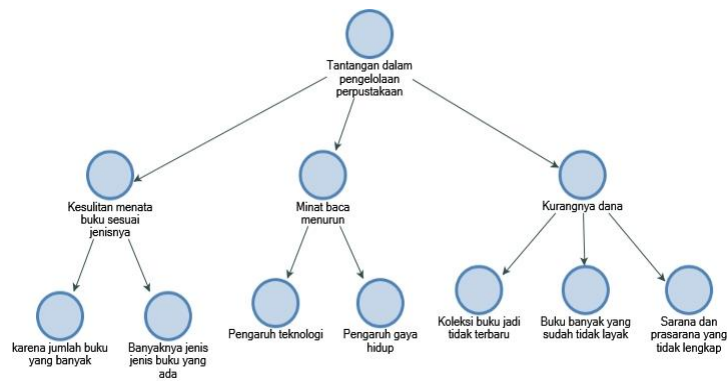 Tantangan dalam
pengelolaan
perpustakaan
Kesulitan menata
buku sesuai
jenisnya
Minat baca
menurun
Kurangnya dana
karena jumlah buku
yang banyak
Banyaknya jenis
jenis buku yang
ada
Pengaruh teknologi
Pengaruh gaya
hidup
Koleksi buku jadi
tidak terbaru
Buku banyak yang
sudah tidak layak
Sarana dan
prasarana yang
tidak lengkap